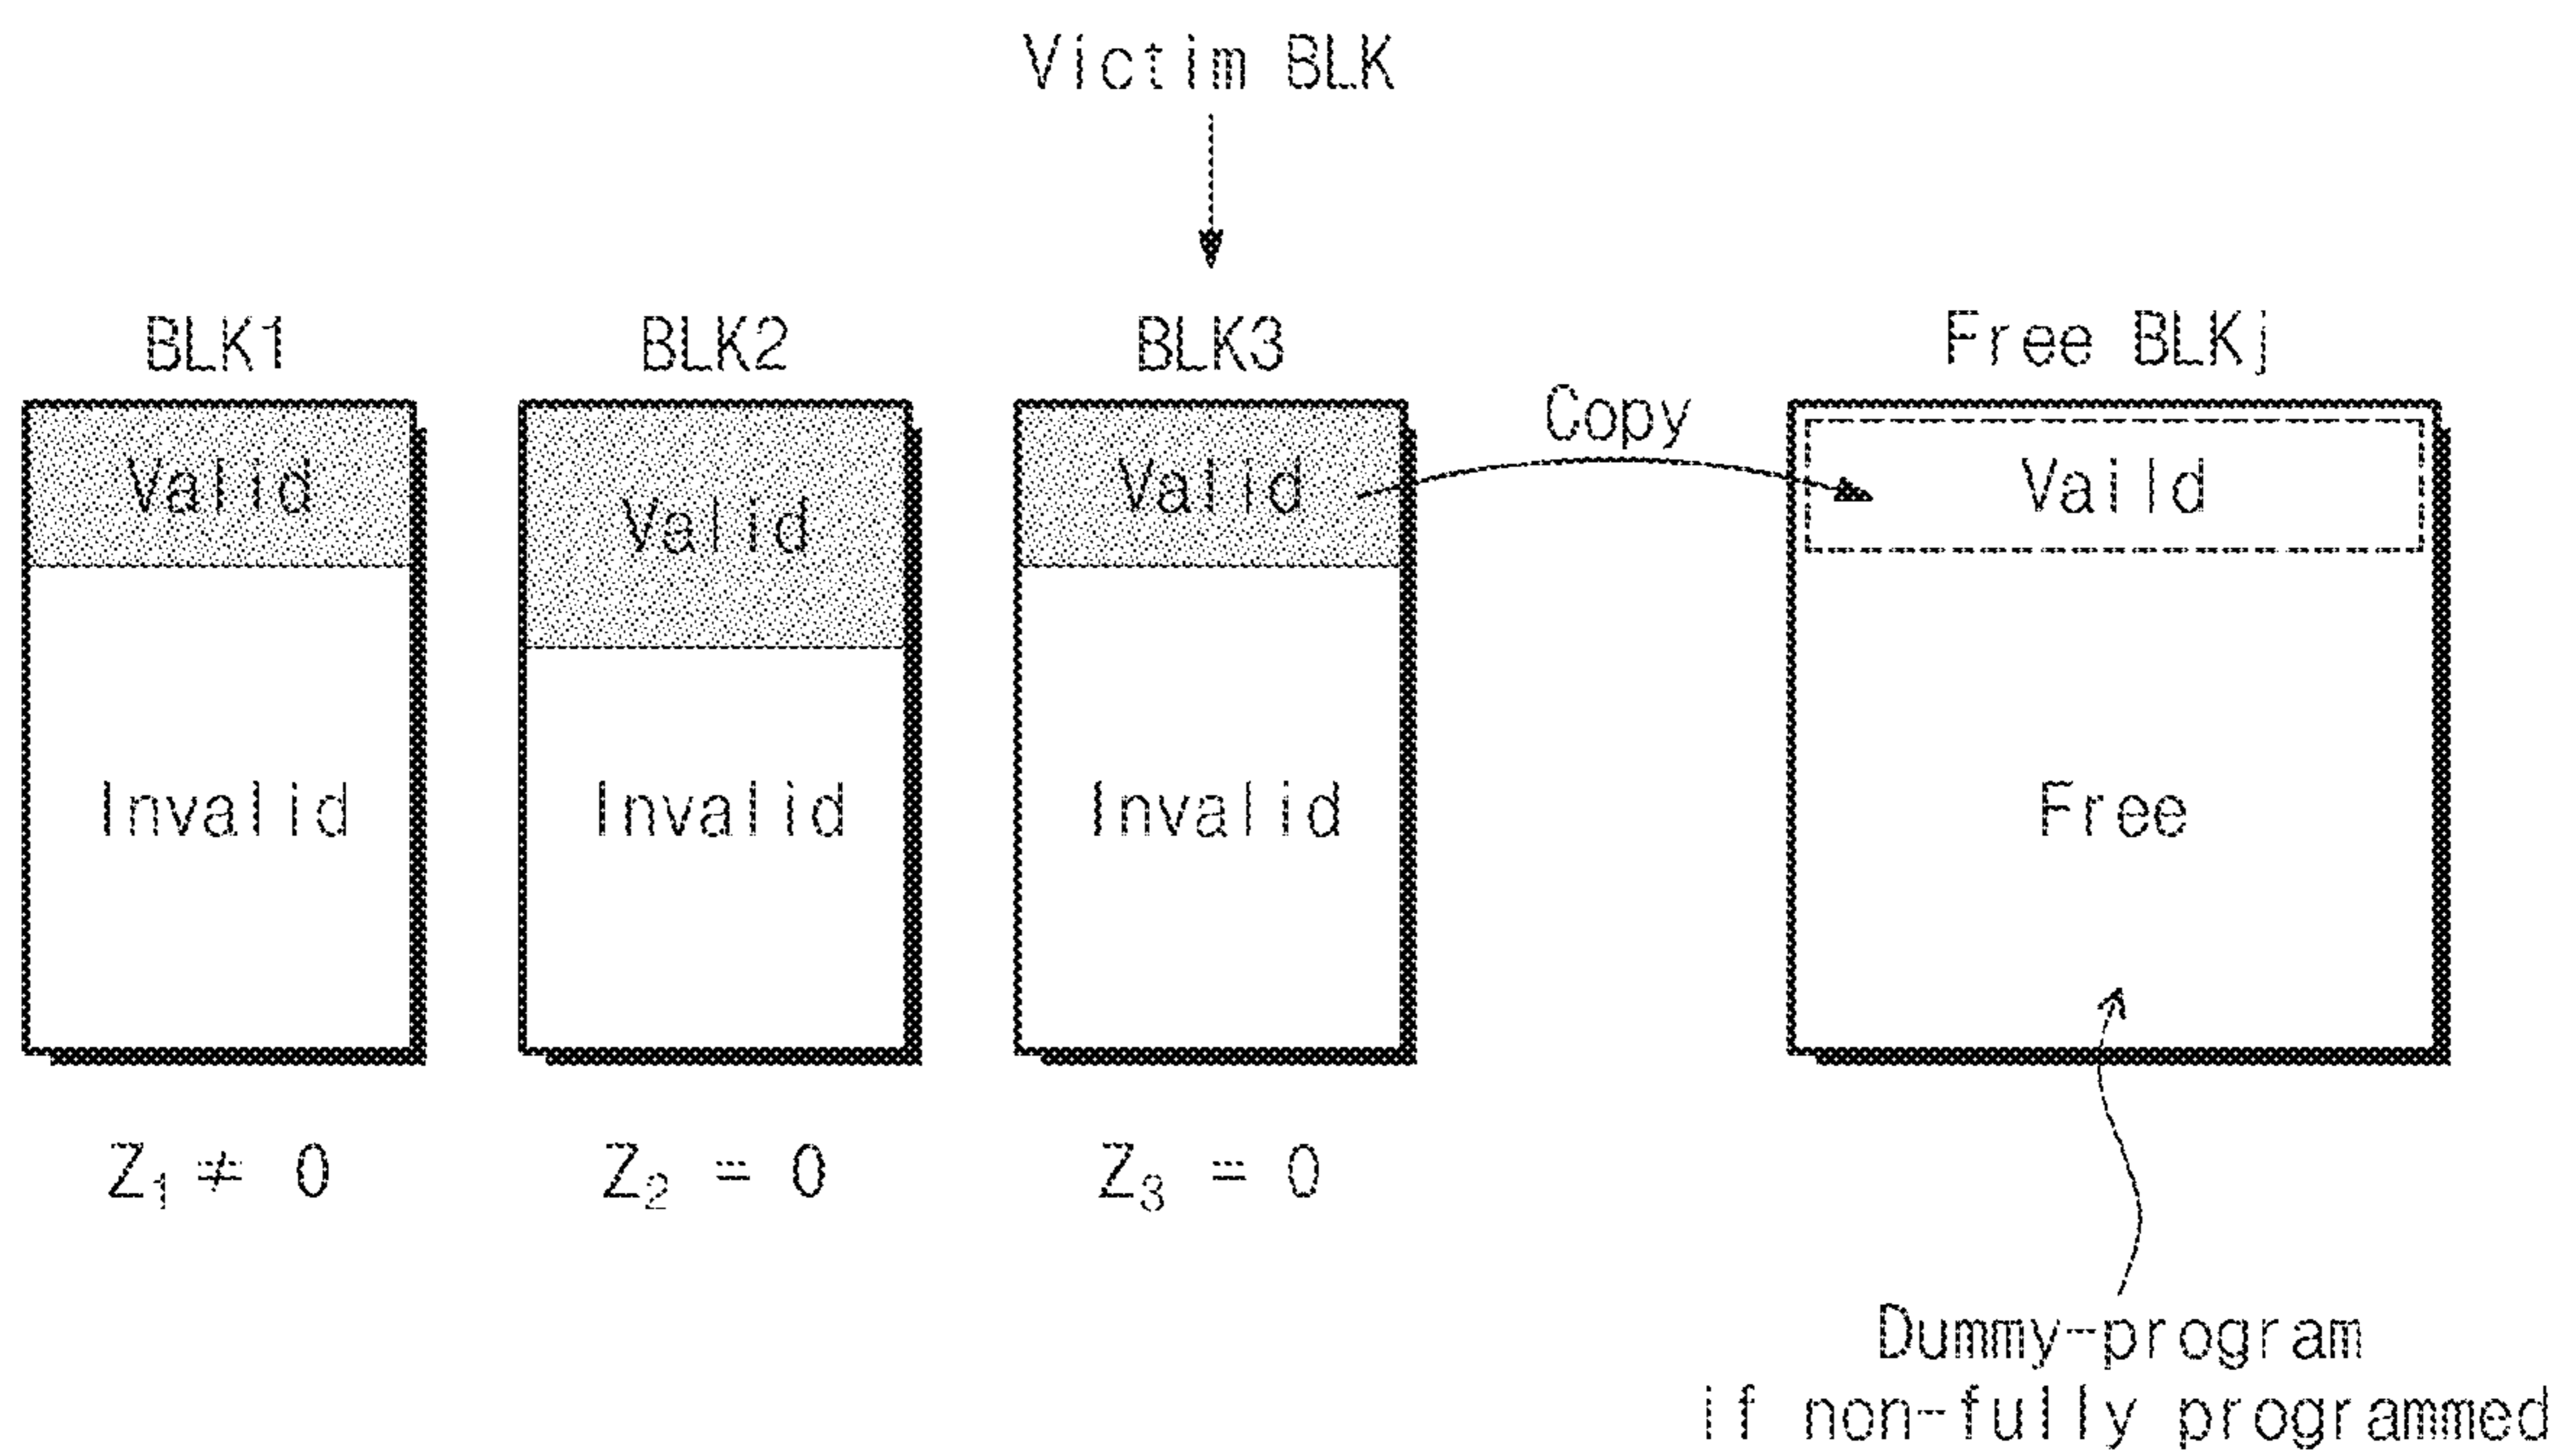 Victim BLK
BLK1
BLK2
BLK3
Free BLKj
Copy
Valid
Valid
Valid
Vaild
Invalid
Invalid
Invalid
Free
Z₁ ≠ 0
Z₂ = 0
Z₃ = 0
Dummy-program
if non-fully programmed